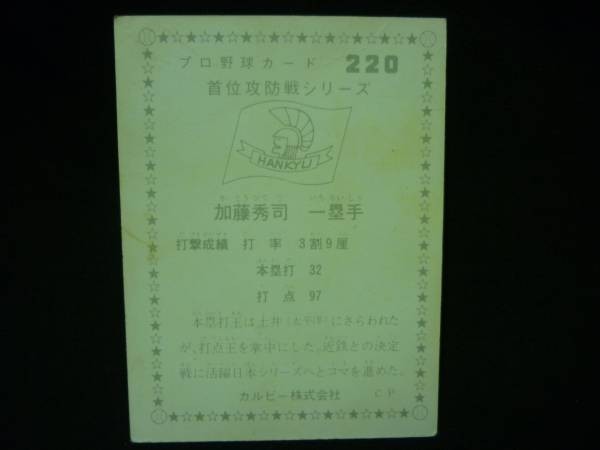 プロ野球カード 220
首位攻防戦シリーズ
HANKYU
加藤秀司 一塁手
打撃成績 打率 3割9厘
本塁打 32
打点 97
本塁打王は土井（太平洋）にさらわれた
が、打点王を掌中にした。近鉄との決定
戦に活躍日本シリーズへとコマを進めた。
カルビー株式会社 C P